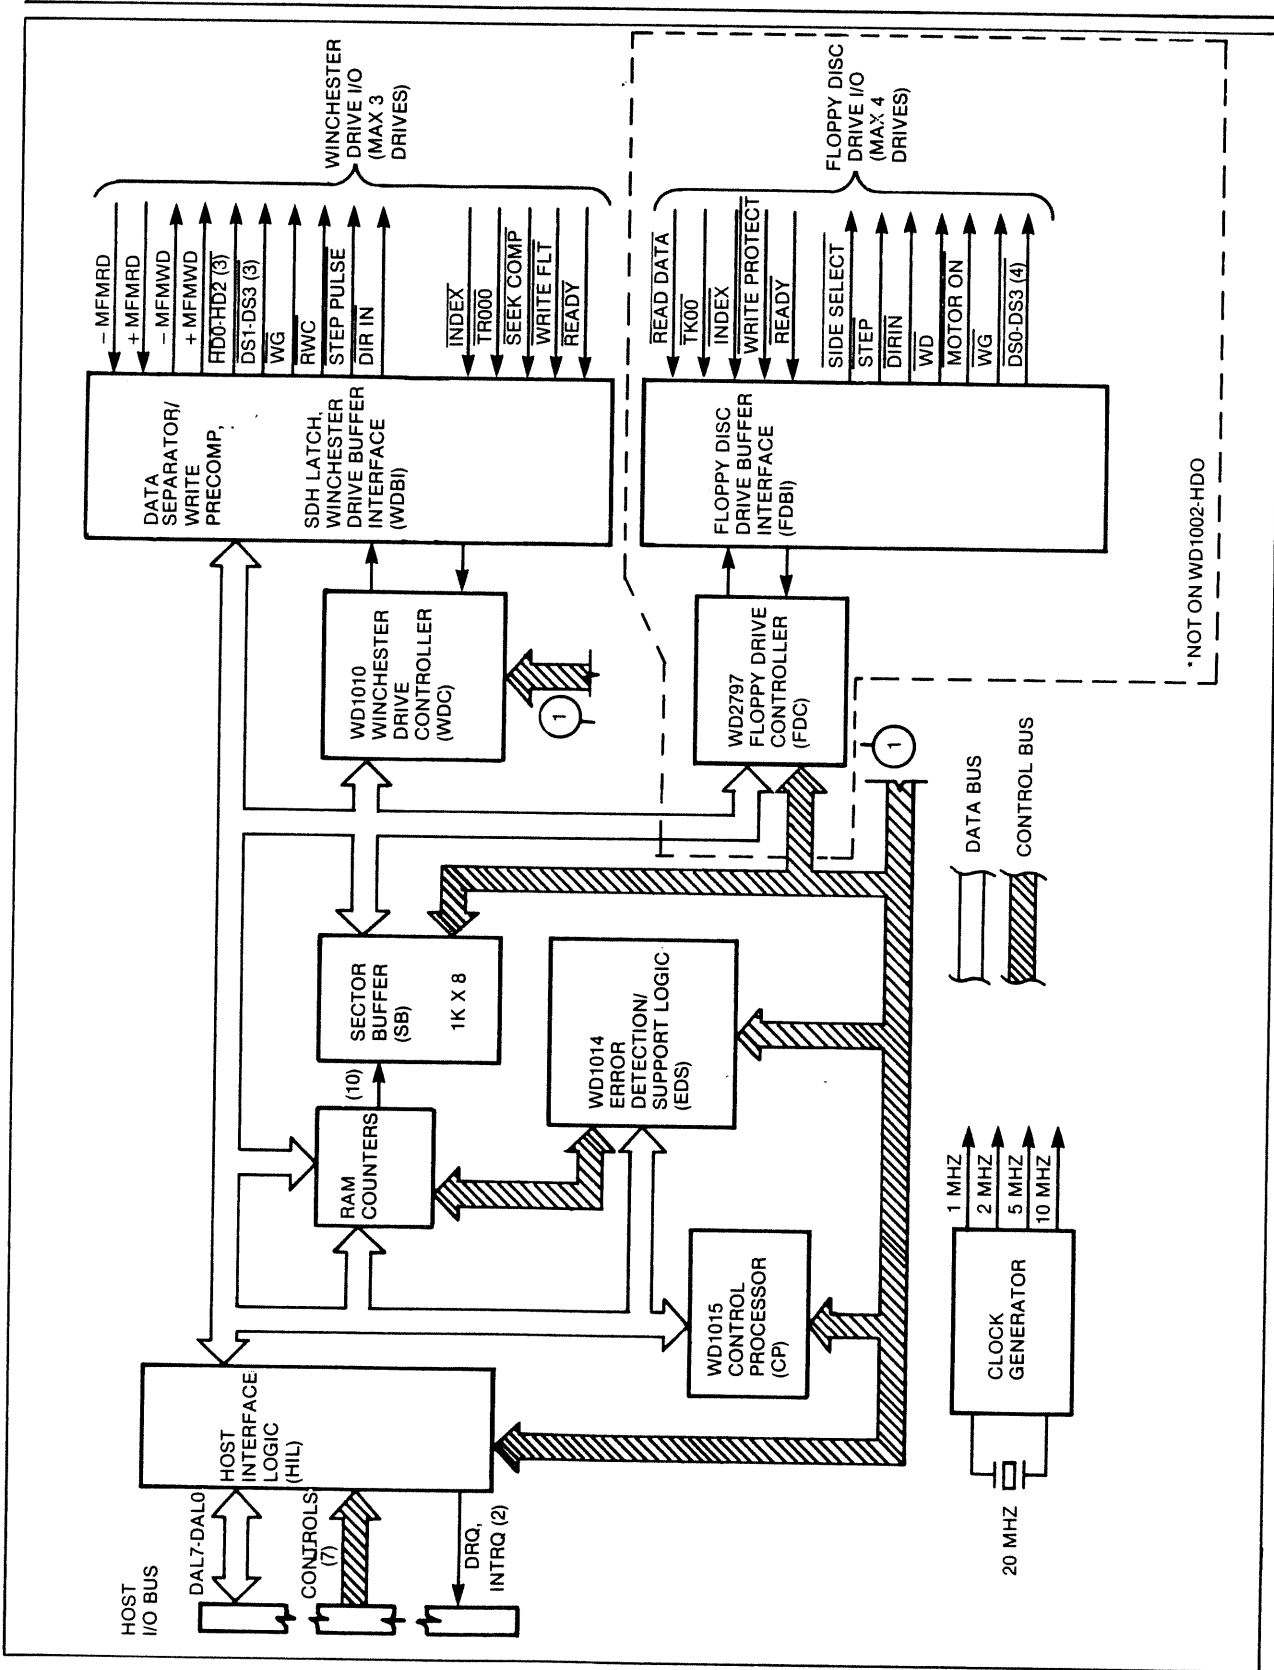 HOST
I/O BUS
DAL7-DAL0
CONTROLS
(7)
DRQ,
INTRQ (2)
HOST
INTERFACE
LOGIC
(HIL)
RAM
COUNTERS
(10)
SECTOR
BUFFER
(SB)
1K X 8
WD1010
WINCHESTER
DRIVE
CONTROLLER
(WDC)
1
DATA
SEPARATOR/
WRITE
PRECOMP,
SDH LATCH,
WINCHESTER
DRIVE BUFFER
INTERFACE
(WDBI)
– MFMRD
+ MFMRD
– MFMWD
+ MFMWD
HD0-HD2 (3)
DS1-DS3 (3)
WG
RWC
STEP PULSE
DIR IN
INDEX
TR000
SEEK COMP
WRITE FLT
READY
WINCHESTER
DRIVE I/O
(MAX 3
DRIVES)
WD1014
ERROR
DETECTION/
SUPPORT LOGIC
(EDS)
WD1015
CONTROL
PROCESSOR
(CP)
WD2797
FLOPPY DRIVE
CONTROLLER
(FDC)
1
FLOPPY DISC
DRIVE BUFFER
INTERFACE
(FDBI)
READ DATA
TK00
INDEX
WRITE PROTECT
READY
SIDE SELECT
STEP
DIRIN
WD
MOTOR ON
WG
DS0-DS3 (4)
FLOPPY DISC
DRIVE I/O
(MAX 4
DRIVES)
*NOT ON WD1002-HDO
20 MHZ
CLOCK
GENERATOR
1 MHZ
2 MHZ
5 MHZ
10 MHZ
DATA BUS
CONTROL BUS